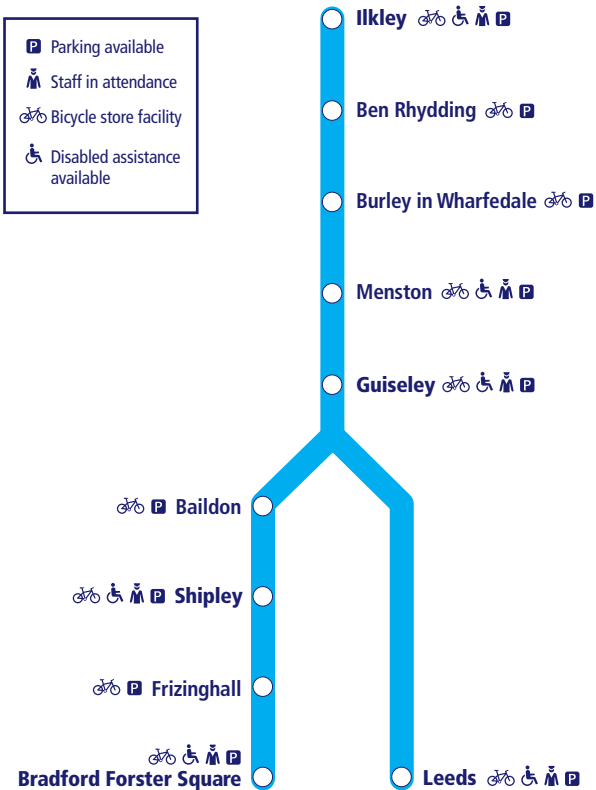 P Parking available
Staff in attendance
Bicycle store facility
Disabled assistance
available
Ilkley P
Ben Rhydding P
Burley in Wharfedale P
Menston P
Guiseley P
P Baildon
P Shipley
P Frizinghall
P
Bradford Forster Square
Leeds P